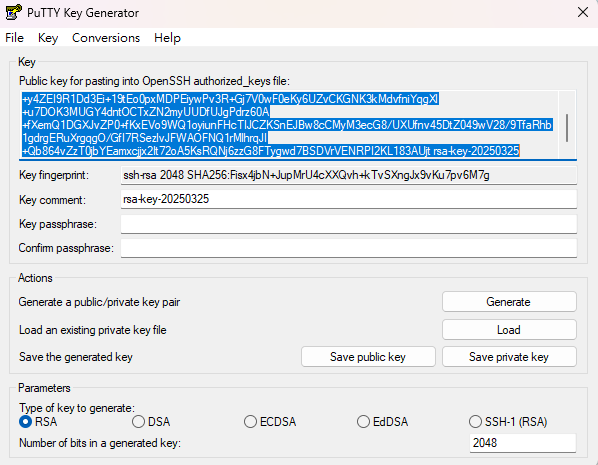 PuTTY Key Generator
File Key Conversions Help
Key
Public key for pasting into OpenSSH authorized_keys file:
+y4ZEI9R1Dd3Ei+19tEo0pxMDPEiywPv3R+Gj7V0wF0eKy6UZvCKGNK3kMdvfniYqgXl
+u7DOK3MUGY4dntOCTxZN2myUUDfUJgPdrz60A
+fXemQ1DGXJvZP0+fKxEVo9WQ1oyiunFHcTlJCZKSnEJBw8cCMyM3ecG8/UXUfnv45DtZ049wV28/9TfaRhb
1gdrgERuXrgqgO/GfI7RSezlvJFWAOFNQ1rMlhrqJI
+Qb864vZzT0jbYEamxcjjx2lt72oA5KsRQNj6zzG8FTygwd7BSDVrVENRPI2KL183AUjt rsa-key-20250325
Key fingerprint: ssh-rsa 2048 SHA256:Fisx4jbN+JupMrU4cXXQvh+kTvSXngJx9vKu7pv6M7g
Key comment: rsa-key-20250325
Key passphrase:
Confirm passphrase:
Actions
Generate a public/private key pair Generate
Load an existing private key file Load
Save the generated key Save public key Save private key
Parameters
Type of key to generate:
RSA DSA ECDSA EdDSA SSH-1 (RSA)
Number of bits in a generated key: 2048